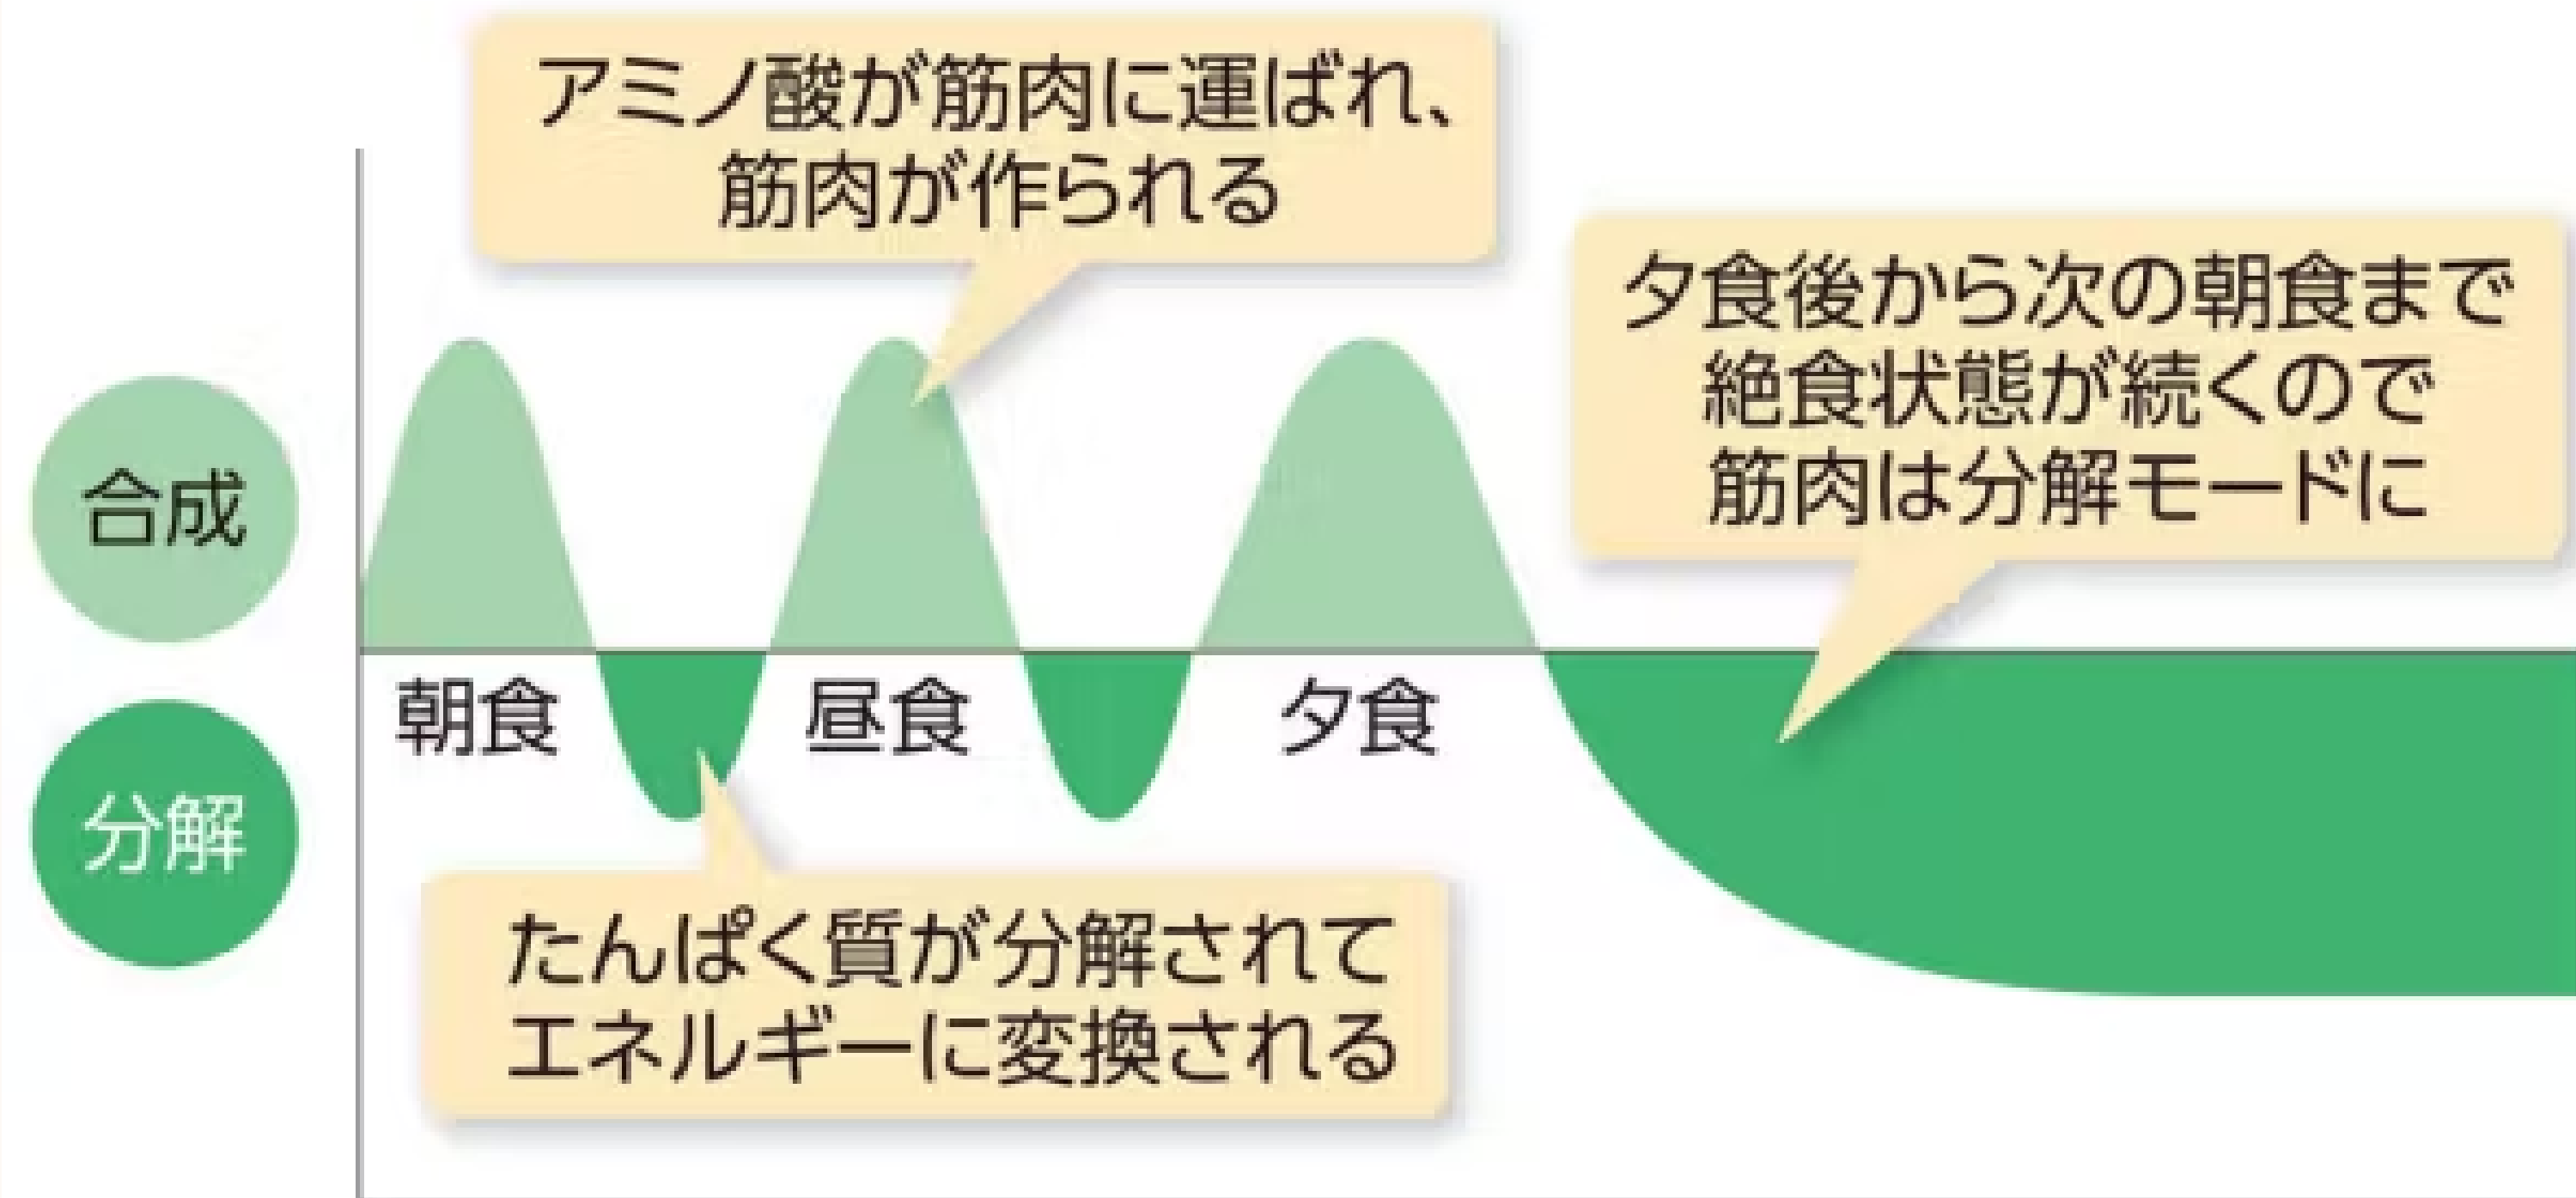 アミノ酸が筋肉に運ばれ、
筋肉が作られる
夕食後から次の朝食まで
絶食状態が続くので
筋肉は分解モードに
合成
朝食
昼食
夕食
分解
たんぱく質が分解されて
エネルギーに変換される